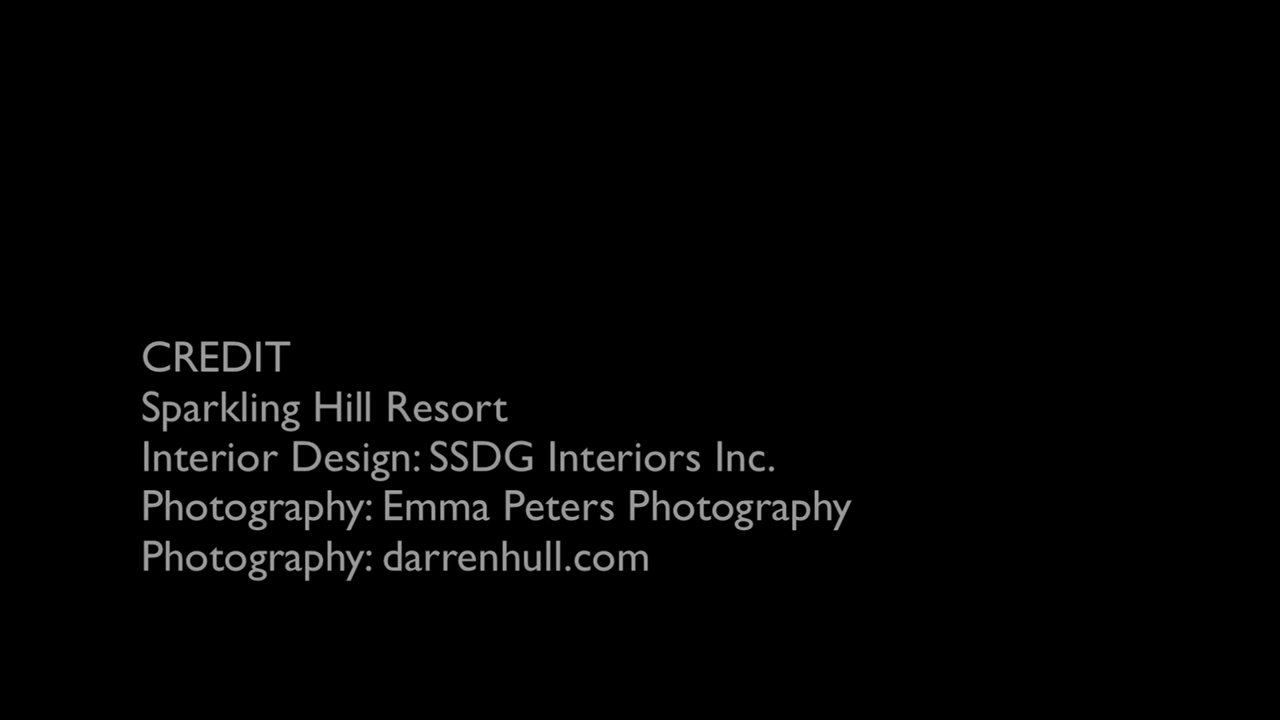 CREDIT
Sparkling Hill Resort
Interior Design: SSDG Interiors Inc.
Photography: Emma Peters Photography
Photography: darrenhull.com